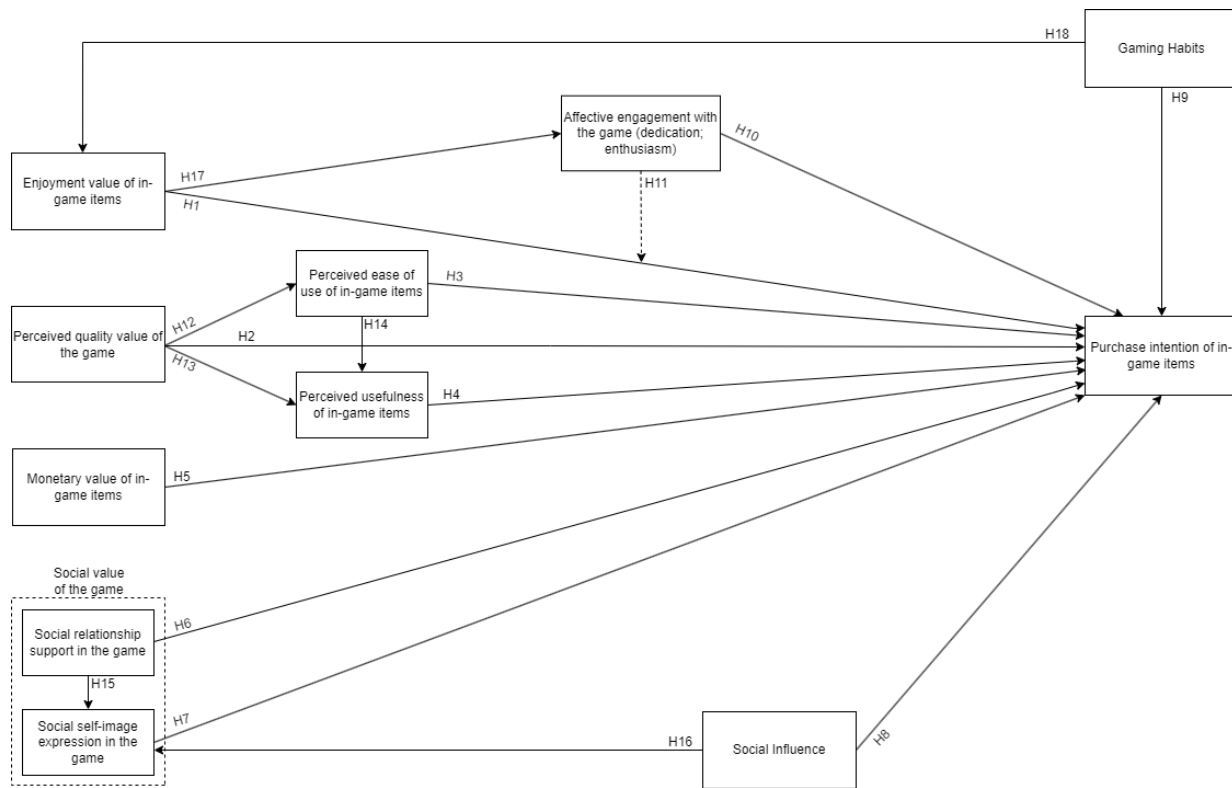 H18
Gaming Habits
H9
Affective engagement with
the game (dedication;
enthusiasm)
H10
H17
H11
Enjoyment value of in-
game items
H1
Perceived ease of
use of in-game items
H3
H12
H14
H2
Perceived quality value of
the game
H13
Purchase intention of in-
game items
Perceived usefulness
of in-game items
H4
Monetary value of in-
game items
H5
Social value
of the game
Social relationship
support in the game
H6
H15
Social self-image
expression in the
game
H7
H16
Social Influence
H8